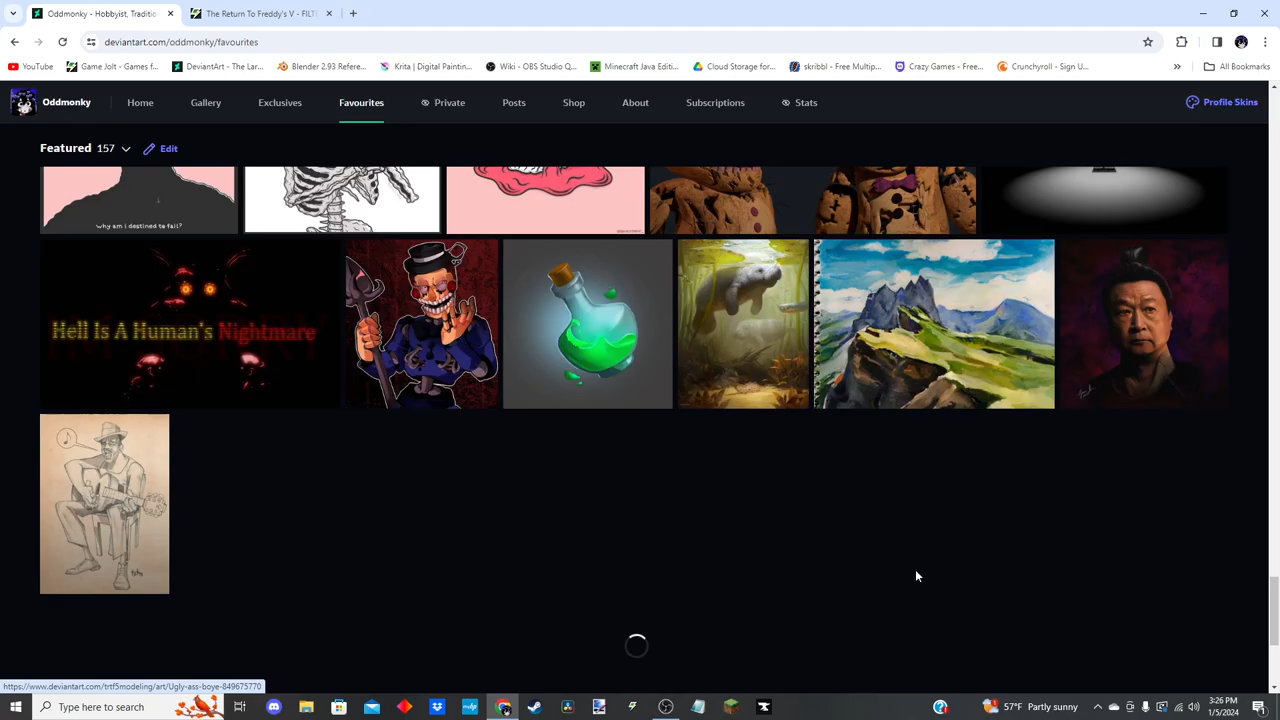 Oddmonky - Hobbyist, Traditio
The Return To Freddy's V - FILT
deviantart.com/oddmonky/favourites
YouTube
Game Jolt - Games f...
DeviantArt - The Lar...
Blender 2.93 Refere...
Krita | Digital Paintin...
Wiki - OBS Studio Q...
Minecraft Java Editi...
Cloud Storage for...
skribbl - Free Multip...
Crazy Games - Free...
Crunchyroll - Sign U...
»
All Bookmarks
Oddmonky
Home
Gallery
Exclusives
Favourites
Private
Posts
Shop
About
Subscriptions
Stats
Profile Skins
Featured 157
Edit
why am i destined to fail?
Hell Is A Human's Nightmare
https://www.deviantart.com/trtf5modeling/art/Ugly-ass-boye-849675770
Type here to search
57°F Partly sunny
3:26 PM
1/5/2024